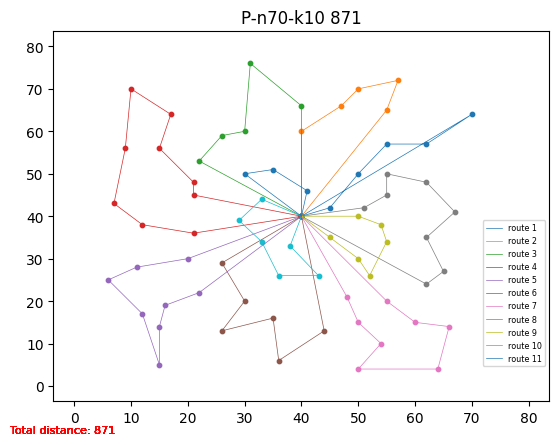 P-n70-k10 871
80
70
60
50
40
30
20
10
0
0 10 20 30 40 50 60 70 80
route 1
route 2
route 3
route 4
route 5
route 6
route 7
route 8
route 9
route 10
route 11
Total distance: 871